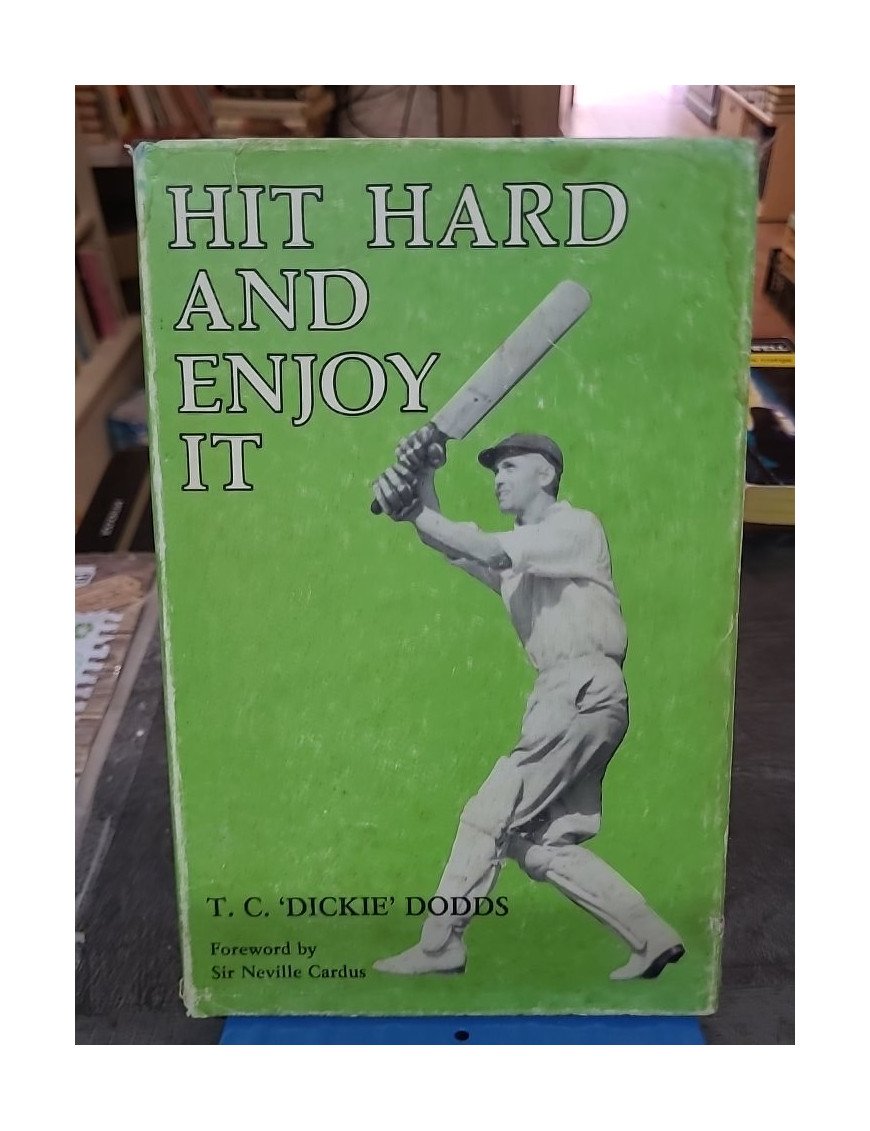 HIT HARD
AND
ENJOY
IT
T. C. ‘DICKIE’ DODDS
Foreword by
Sir Neville Cardus